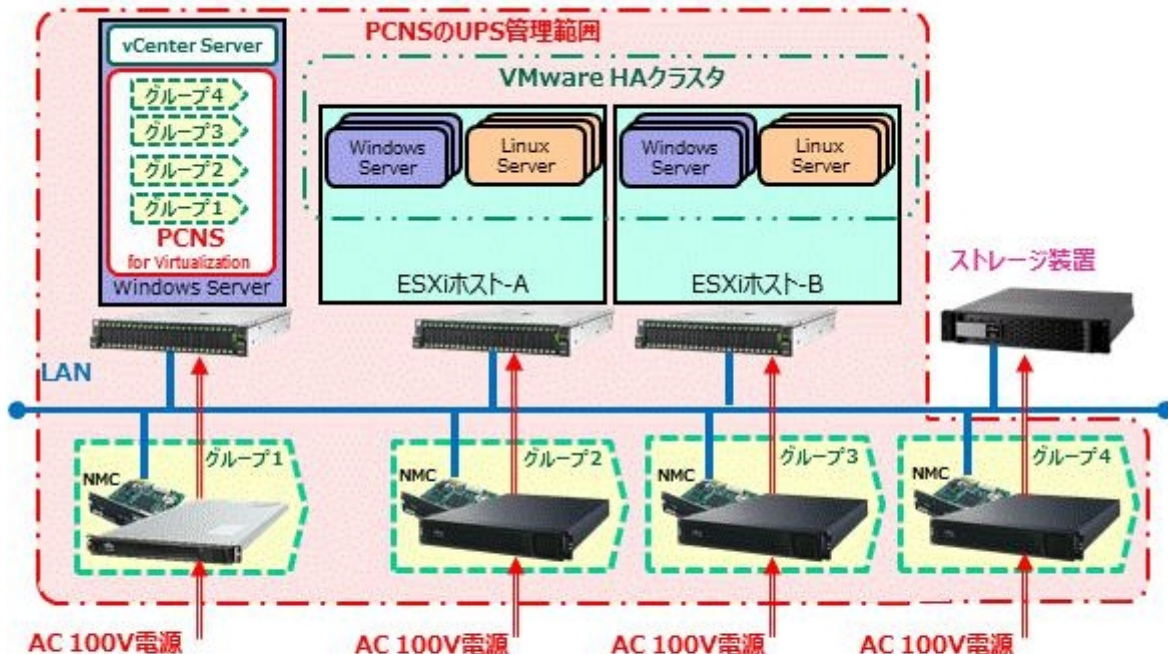 PCNSのUPS管理範囲
vCenter Server
グループ4
グループ3
グループ2
グループ1
PCNS
for Virtualization
Windows Server
VMware HAクラスタ
Windows
Server
Linux
Server
ESXiホスト-A
Windows
Server
Linux
Server
ESXiホスト-B
ストレージ装置
LAN
グループ1
NMC
グループ2
NMC
グループ3
NMC
グループ4
NMC
AC 100V電源
AC 100V電源
AC 100V電源
AC 100V電源